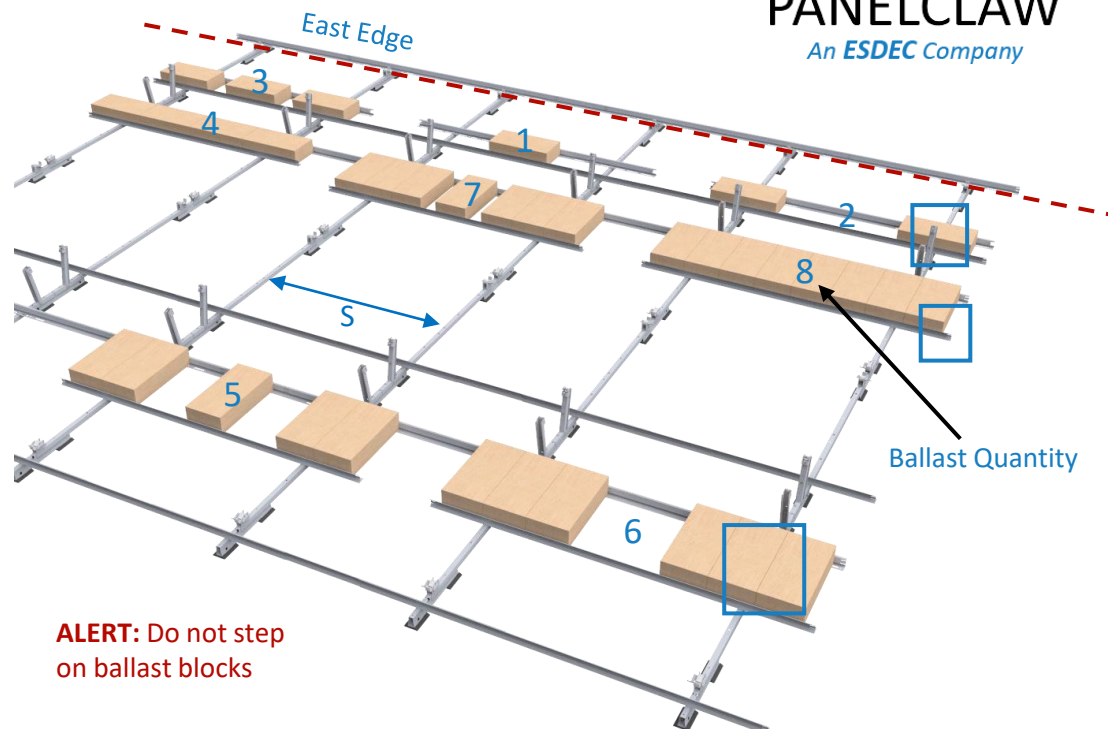 PANELCLAW
An ESDEC Company
East Edge
3
4
1
7
2
8
S
5
Ballast Quantity
6
ALERT: Do not step
on ballast blocks